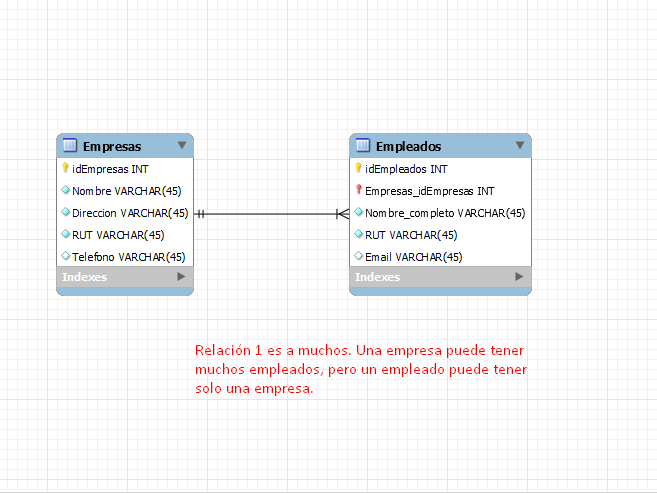 Empresas
idEmpresas INT
Nombre VARCHAR(45)
Direccion VARCHAR(45)
RUT VARCHAR(45)
Telefono VARCHAR(45)
Indexes
Empleados
idEmpleados INT
Empresas_idEmpresas INT
Nombre_completo VARCHAR(45)
RUT VARCHAR(45)
Email VARCHAR(45)
Indexes
Relación 1 es a muchos. Una empresa puede tener
muchos empleados, pero un empleado puede tener
solo una empresa.